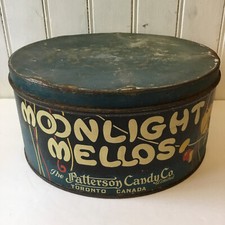 MOONLIGHT
MELLOS
The Patterson Candy Co.
TORONTO CANADA